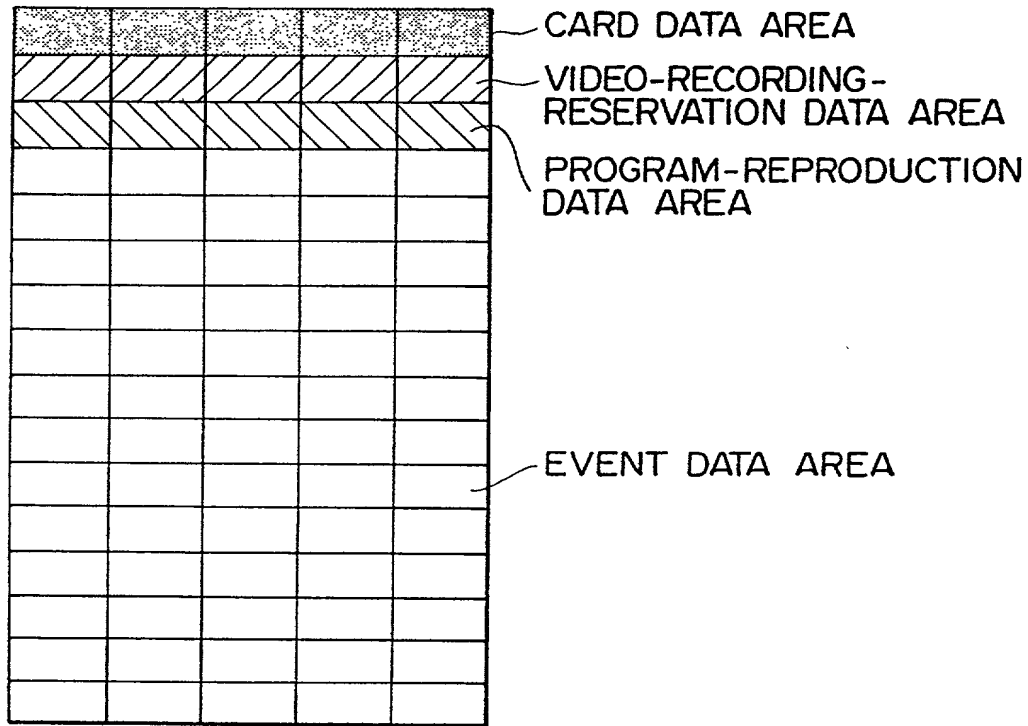 CARD DATA AREA
VIDEO-RECORDING-
RESERVATION DATA AREA
PROGRAM-REPRODUCTION
DATA AREA
EVENT DATA AREA